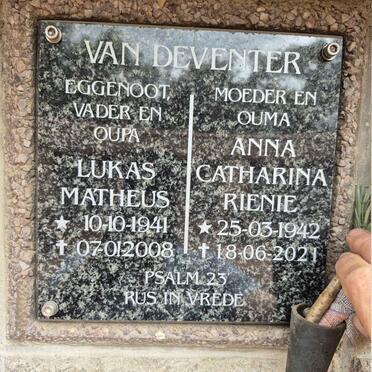 VAN DEVENTER
EGGENOOT,
VADER EN
OUPA
LUKAS
MATHEUS
★ 10-10-1941
✝ 07-01-2008
MOEDER EN
OUMA
ANNA
CATHARINA
RIENIE
★ 25-03-1942
✝ 18-06-2021
PSALM 23
RUS IN VREDE